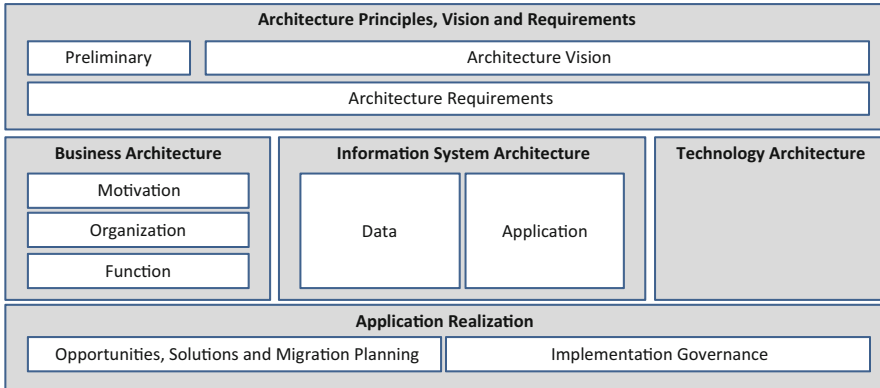 Architecture Principles, Vision and Requirements
Preliminary
Architecture Vision
Architecture Requirements
Business Architecture
Motivation
Organization
Function
Information System Architecture
Data
Application
Technology Architecture
Application Realization
Opportunities, Solutions and Migration Planning
Implementation Governance